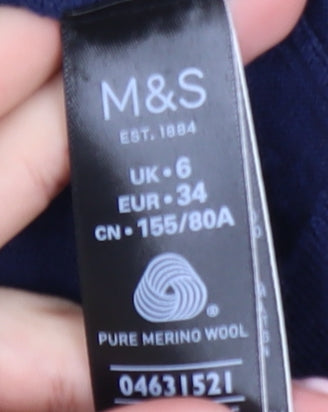 M&S
EST. 1884
UK • 6
EUR • 34
CN • 155/80A
®
PURE MERINO WOOL
04631521